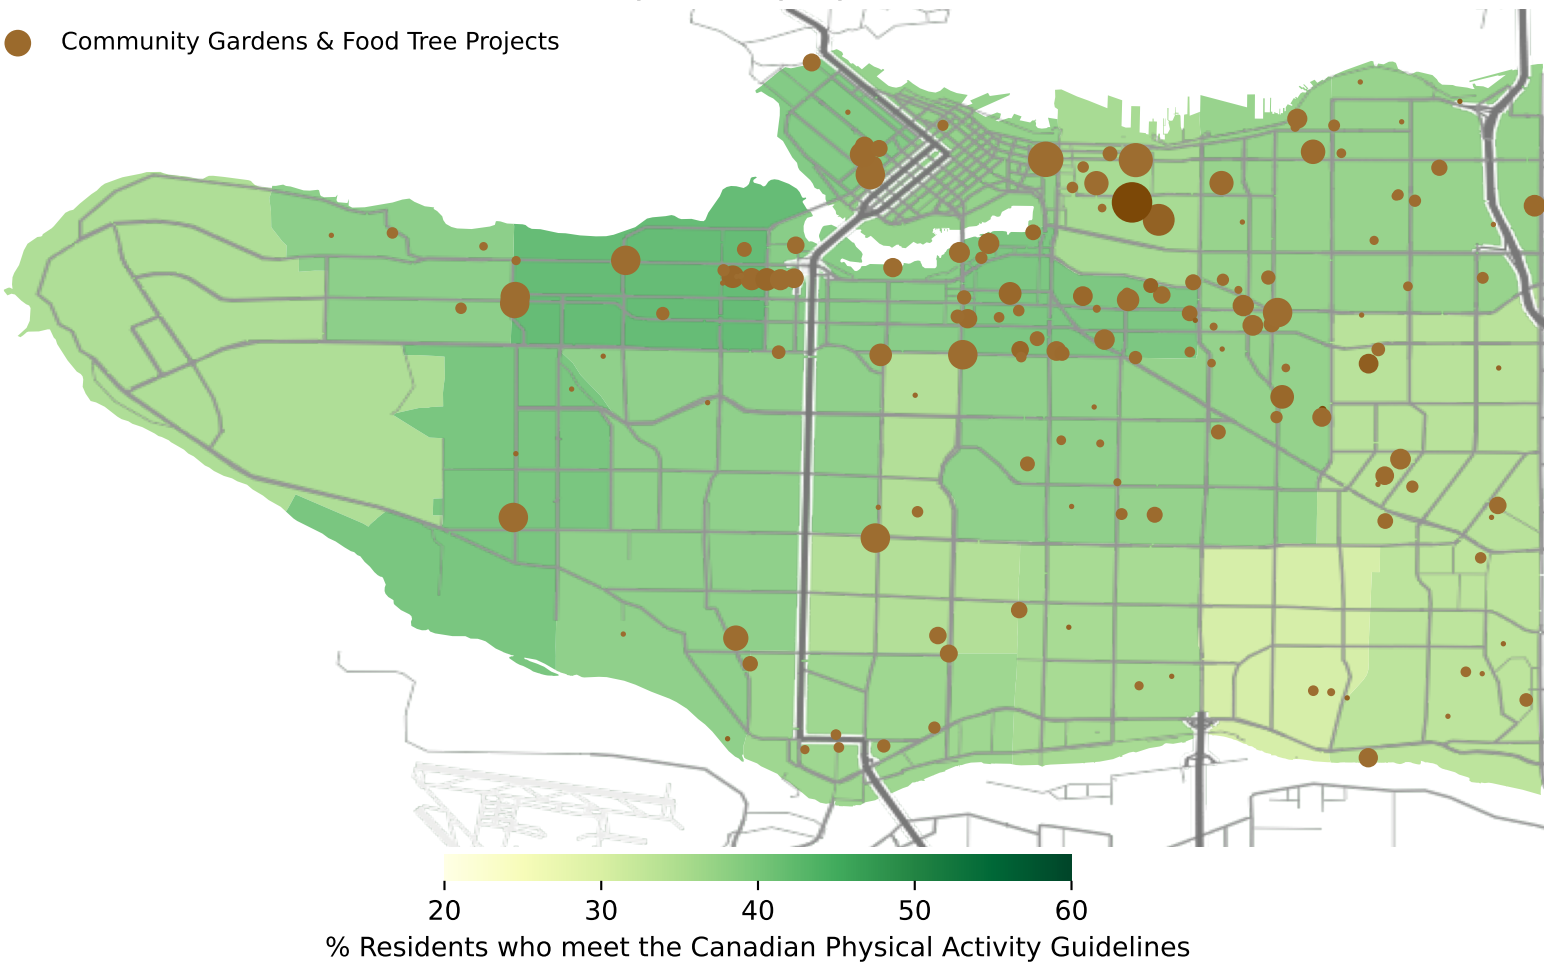 Community Gardens & Food Tree Projects
20 30 40 50 60
% Residents who meet the Canadian Physical Activity Guidelines